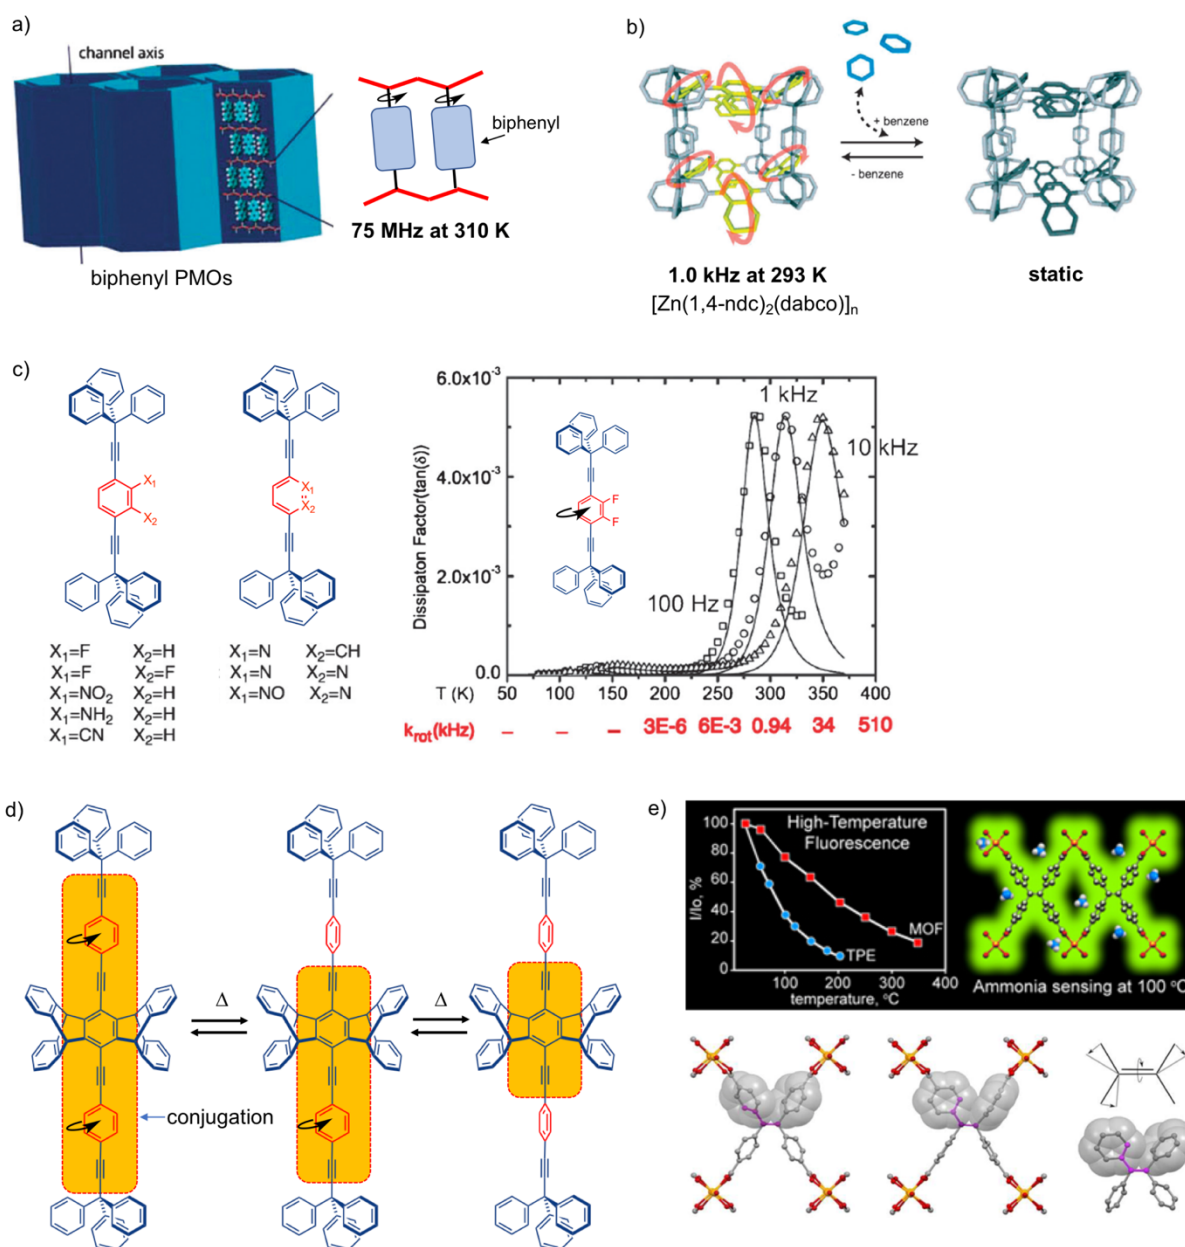 a)
channel axis
biphenyl
75 MHz at 310 K
biphenyl PMOs
b)
+ benzene
- benzene
1.0 kHz at 293 K
static
[Zn(1,4-ndc)₂(dabco)]ₙ
c)
X₁
X₂
X₁
X₂
X₁=F X₂=H
X₁=F X₂=F
X₁=NO₂ X₂=H
X₁=NH₂ X₂=H
X₁=CN X₂=H
X₁=N X₂=CH
X₁=N X₂=N
X₁=NO X₂=N
Dissipaton Factor(tan(δ))
6.0x10⁻³
4.0x10⁻³
2.0x10⁻³
0.0
F
F
100 Hz
1 kHz
10 kHz
T (K) 50 100 150 200 250 300 350 400
k_rot(kHz) – – – 3E-6 6E-3 0.94 34 510
d)
Δ
Δ
conjugation
e)
I/Io, %
100
80
60
40
20
0
High-Temperature
Fluorescence
MOF
TPE
0 100 200 300 400
temperature, °C
Ammonia sensing at 100 °C